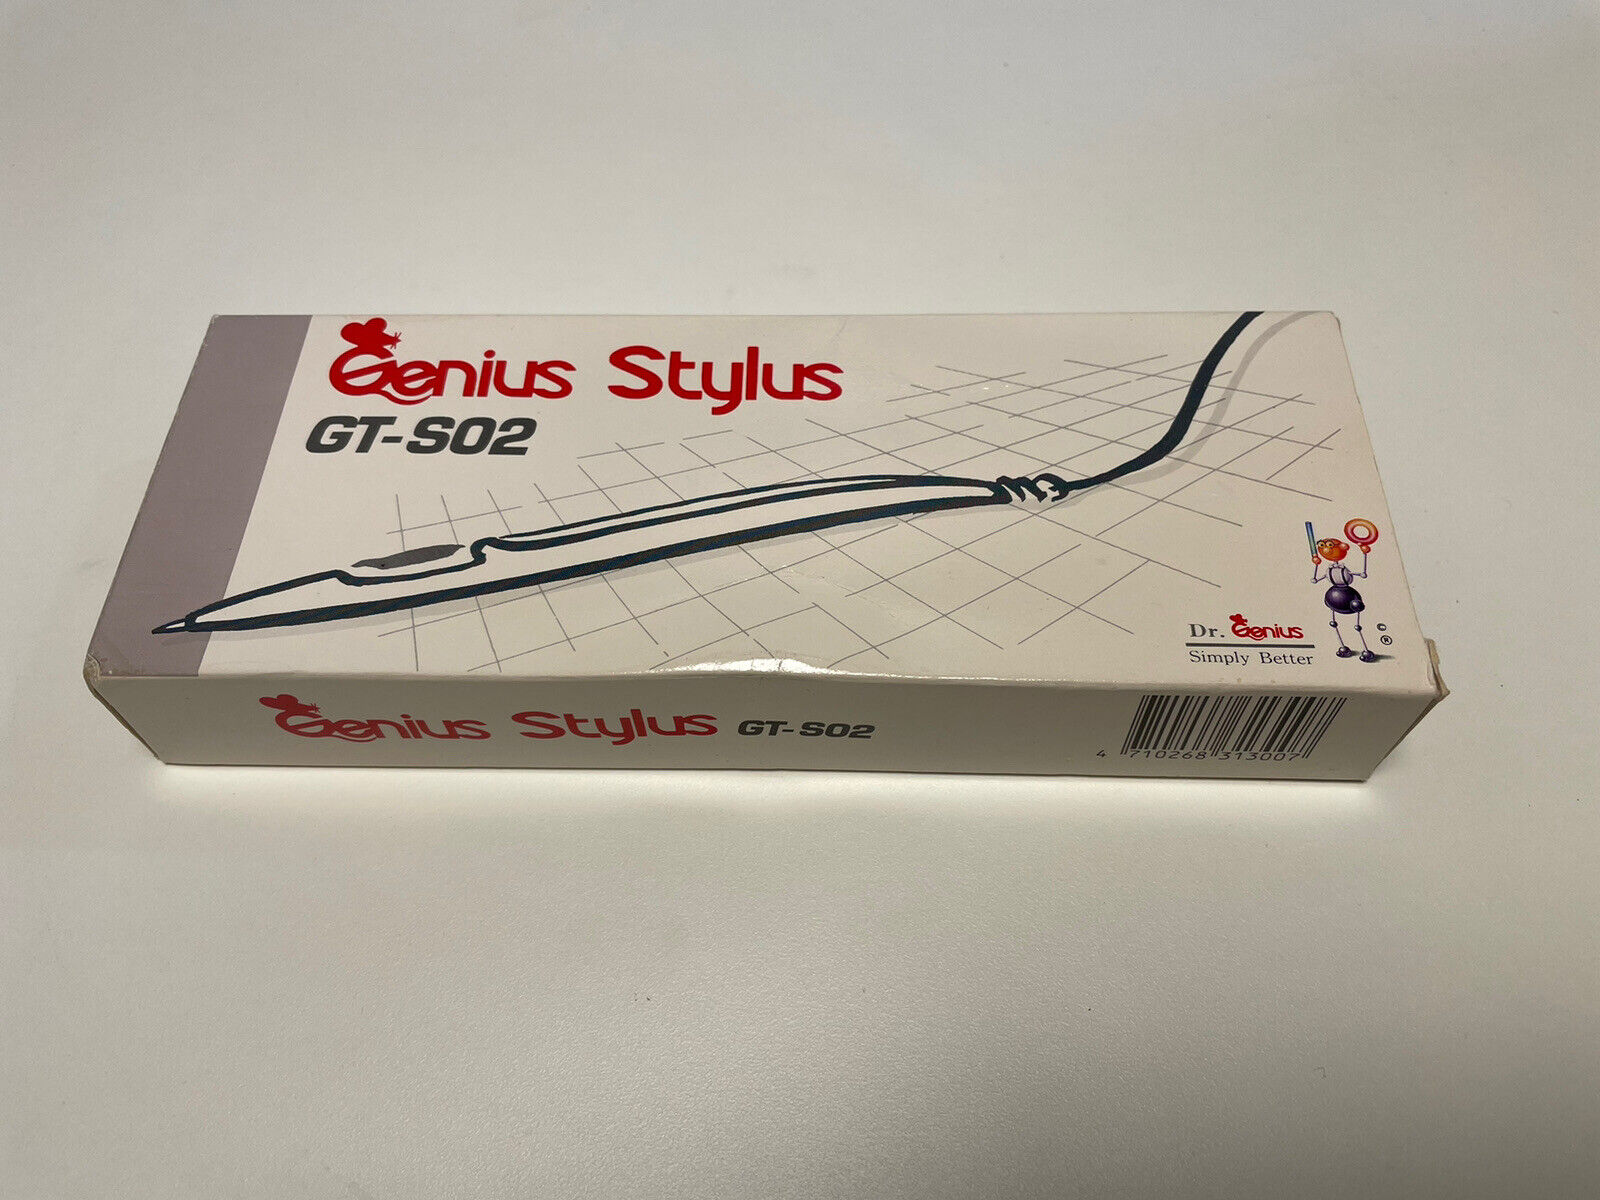 Genius Stylus
GT-S02
Dr. Genius
Simply Better
© ®
Genius Stylus GT-S02
4 710268 313007